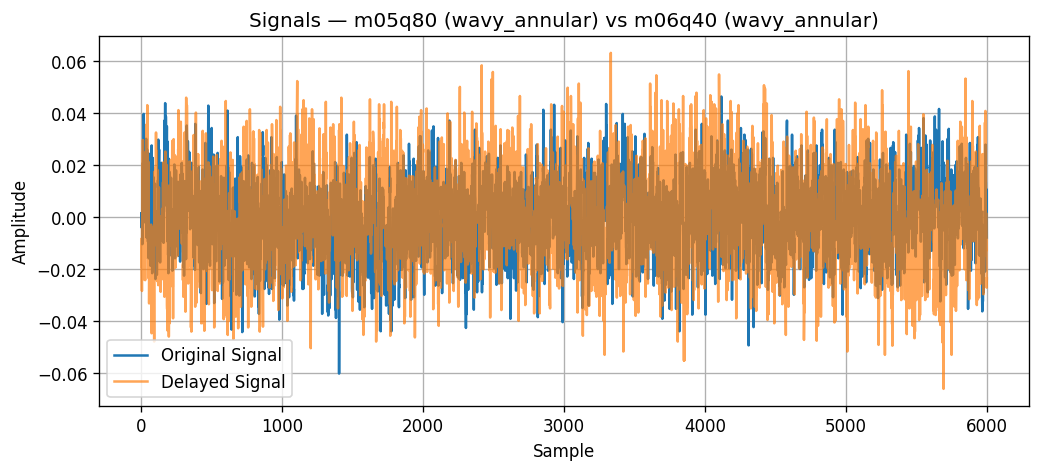 Signals — m05q80 (wavy_annular) vs m06q40 (wavy_annular)
Amplitude
0.06
0.04
0.02
0.00
−0.02
−0.04
−0.06
Original Signal
Delayed Signal
0 1000 2000 3000 4000 5000 6000
Sample